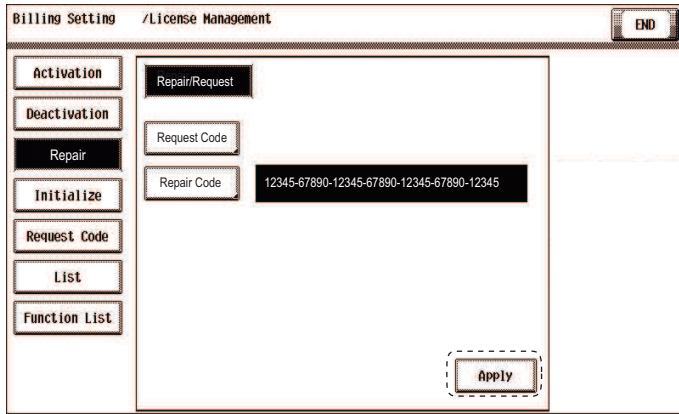 Billing Setting /License Management
END
Activation
Deactivation
Repair
Initialize
Request Code
List
Function List
Repair/Request
Request Code
Repair Code 12345-67890-12345-67890-12345-67890-12345
Apply